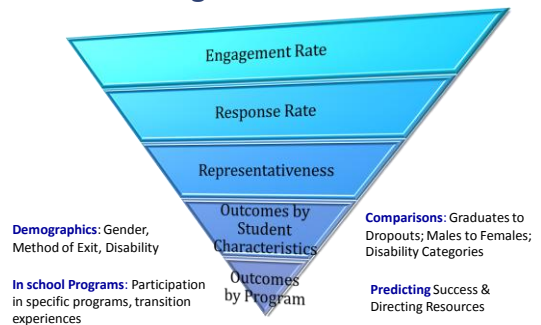 Engagement Rate
Response Rate
Representativeness
Outcomes by
Student
Characteristics
Outcomes
by Program
Demographics: Gender,
Method of Exit, Disability
In school Programs: Participation
in specific programs, transition
experiences
Comparisons: Graduates to
Dropouts; Males to Females;
Disability Categories
Predicting Success &
Directing Resources